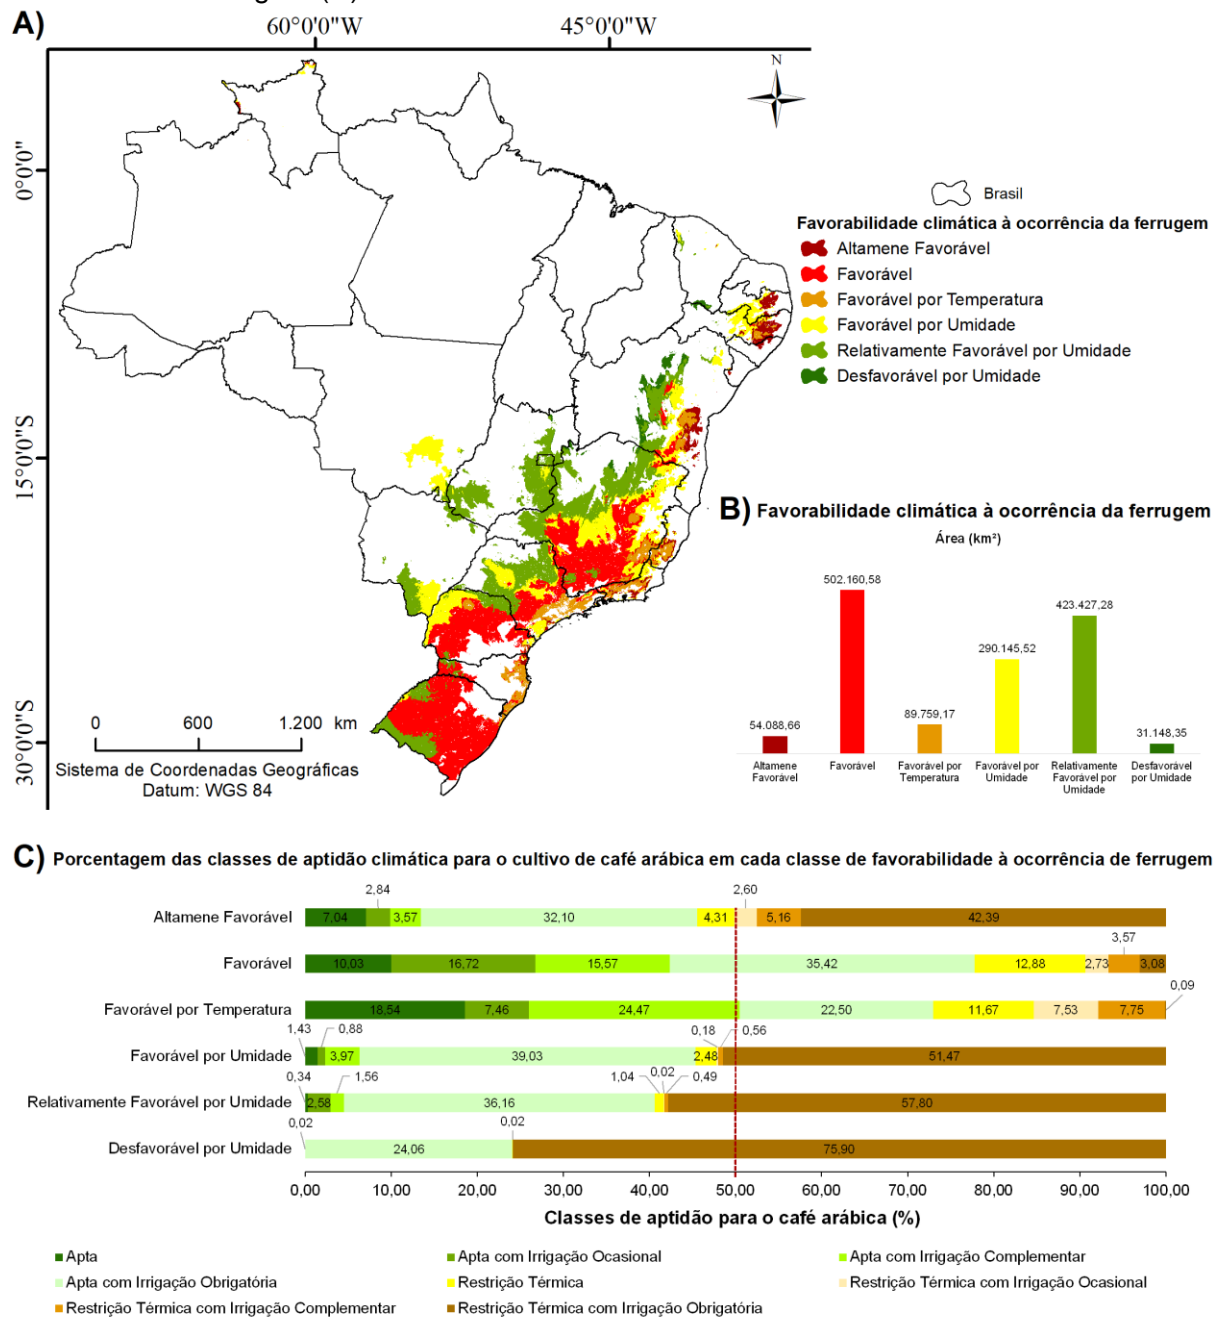 A)
60°0'0"W 45°0'0"W
N
0°0'0"
15°0'0"S
30°0'0"S
Brasil
Favorabilidade climática à ocorrência da ferrugem
Altamene Favorável
Favorável
Favorável por Temperatura
Favorável por Umidade
Relativamente Favorável por Umidade
Desfavorável por Umidade
0 600 1.200 km
Sistema de Coordenadas Geográficas
Datum: WGS 84
B) Favorabilidade climática à ocorrência da ferrugem
Área (km²)
54.088,66
502.160,58
89.759,17
290.145,52
423.427,28
31.148,35
Altamene
Favorável
Favorável
Favorável por
Temperatura
Favorável por
Umidade
Relativamente
Favorável por
Umidade
Desfavorável
por Umidade
C) Porcentagem das classes de aptidão climática para o cultivo de café arábica em cada classe de favorabilidade à ocorrência de ferrugem
Altamene Favorável 7,04 2,84 3,57 32,10 4,31 2,60 5,16 42,39
Favorável 10,03 16,72 15,57 35,42 12,88 2,73 3,57 3,08
Favorável por Temperatura 18,54 7,46 24,47 22,50 11,67 7,53 7,75 0,09
Favorável por Umidade 1,43 0,88 3,97 39,03 2,48 0,18 0,56 51,47
Relativamente Favorável por Umidade 0,34 2,58 1,56 36,16 1,04 0,02 0,49 57,80
Desfavorável por Umidade 0,02 24,06 0,02 75,90
0,00 10,00 20,00 30,00 40,00 50,00 60,00 70,00 80,00 90,00 100,00
Classes de aptidão para o café arábica (%)
Apta
Apta com Irrigação Ocasional
Apta com Irrigação Complementar
Apta com Irrigação Obrigatória
Restrição Térmica
Restrição Térmica com Irrigação Ocasional
Restrição Térmica com Irrigação Complementar
Restrição Térmica com Irrigação Obrigatória